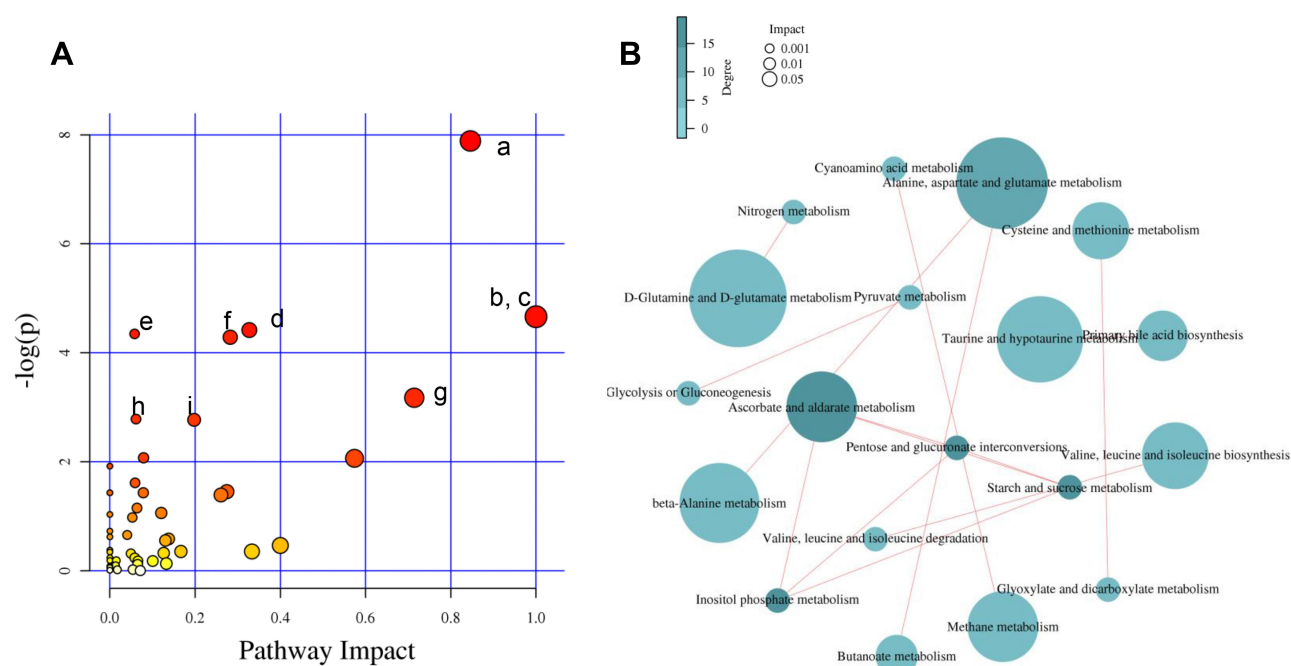 A
B
15
10
5
0
Degree
Impact
0.001
0.01
0.05
8
6
4
2
0
-log(p)
a
b, c
d
e
f
g
h
i
0.0
0.2
0.4
0.6
0.8
1.0
Pathway Impact
Cyanoamino acid metabolism
Alanine, aspartate and glutamate metabolism
Nitrogen metabolism
Cysteine and methionine metabolism
D-Glutamine and D-glutamate metabolism
Pyruvate metabolism
Taurine and hypotaurine metabolism
Primary bile acid biosynthesis
Glycolysis or Gluconeogenesis
Ascorbate and aldarate metabolism
Pentose and glucuronate interconversions
Valine, leucine and isoleucine biosynthesis
Starch and sucrose metabolism
beta-Alanine metabolism
Valine, leucine and isoleucine degradation
Inositol phosphate metabolism
Glyoxylate and dicarboxylate metabolism
Methane metabolism
Butanoate metabolism